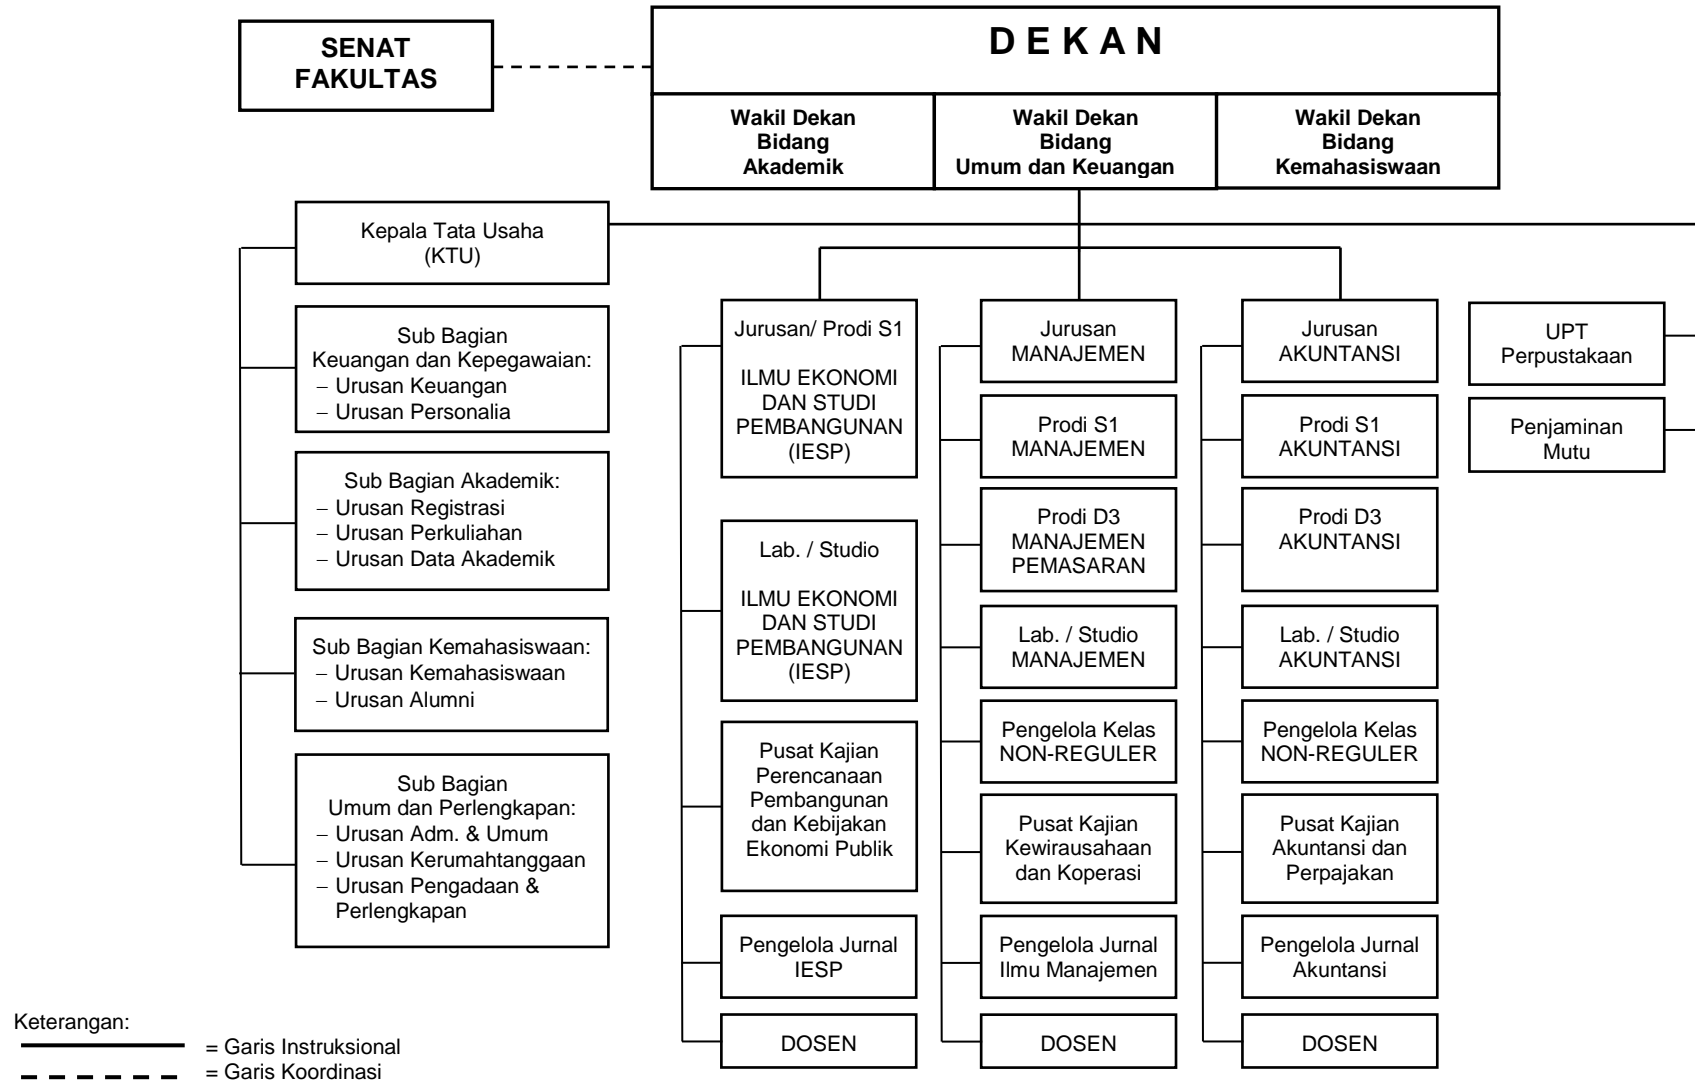 SENAT
FAKULTAS
D E K A N
Wakil Dekan
Bidang
Akademik
Wakil Dekan
Bidang
Umum dan Keuangan
Wakil Dekan
Bidang
Kemahasiswaan
Kepala Tata Usaha
(KTU)
Sub Bagian
Keuangan dan Kepegawaian:
– Urusan Keuangan
– Urusan Personalia
Sub Bagian Akademik:
– Urusan Registrasi
– Urusan Perkuliahan
– Urusan Data Akademik
Sub Bagian Kemahasiswaan:
– Urusan Kemahasiswaan
– Urusan Alumni
Sub Bagian
Umum dan Perlengkapan:
– Urusan Adm. & Umum
– Urusan Kerumahtanggaan
– Urusan Pengadaan &
Perlengkapan
Jurusan/ Prodi S1
ILMU EKONOMI
DAN STUDI
PEMBANGUNAN
(IESP)
Lab. / Studio
ILMU EKONOMI
DAN STUDI
PEMBANGUNAN
(IESP)
Pusat Kajian
Perencanaan
Pembangunan
dan Kebijakan
Ekonomi Publik
Pengelola Jurnal
IESP
DOSEN
Jurusan
MANAJEMEN
Prodi S1
MANAJEMEN
Prodi D3
MANAJEMEN
PEMASARAN
Lab. / Studio
MANAJEMEN
Pengelola Kelas
NON-REGULER
Pusat Kajian
Kewirausahaan
dan Koperasi
Pengelola Jurnal
Ilmu Manajemen
DOSEN
Jurusan
AKUNTANSI
Prodi S1
AKUNTANSI
Prodi D3
AKUNTANSI
Lab. / Studio
AKUNTANSI
Pengelola Kelas
NON-REGULER
Pusat Kajian
Akuntansi dan
Perpajakan
Pengelola Jurnal
Akuntansi
DOSEN
UPT
Perpustakaan
Penjaminan
Mutu
Keterangan:
= Garis Instruksional
= Garis Koordinasi